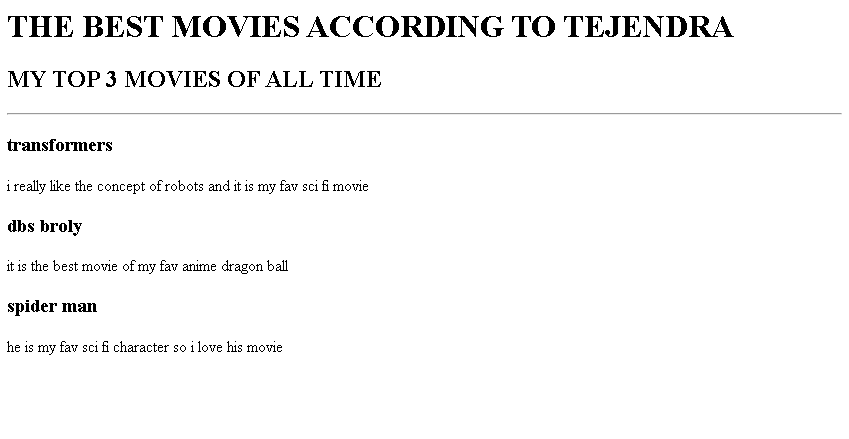 THE BEST MOVIES ACCORDING TO TEJENDRA
MY TOP 3 MOVIES OF ALL TIME
transformers
i really like the concept of robots and it is my fav sci fi movie
dbs broly
it is the best movie of my fav anime dragon ball
spider man
he is my fav sci fi character so i love his movie